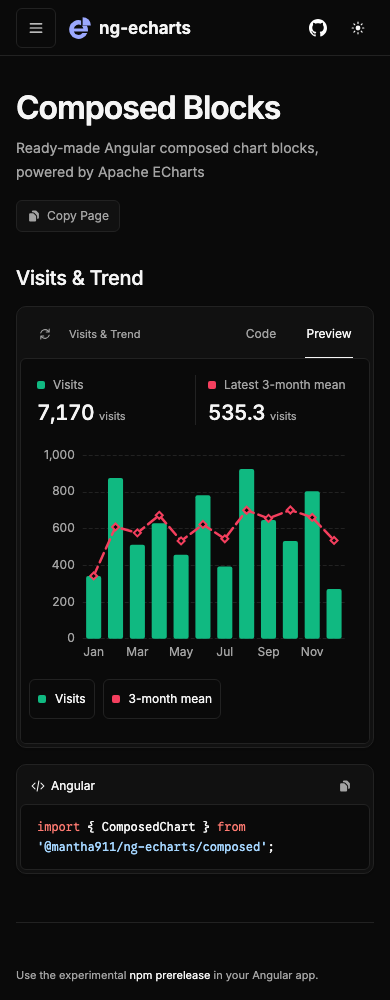 ng-echarts
Composed Blocks
Ready-made Angular composed chart blocks,
powered by Apache ECharts
Copy Page
Visits & Trend
Visits & Trend
Code
Preview
Visits
7,170 visits
Latest 3-month mean
535.3 visits
1,000
800
600
400
200
0
Jan Mar May Jul Sep Nov
Visits
3-month mean
Angular
import { ComposedChart } from
'@mantha911/ng-echarts/composed';
Use the experimental npm prerelease in your Angular app.